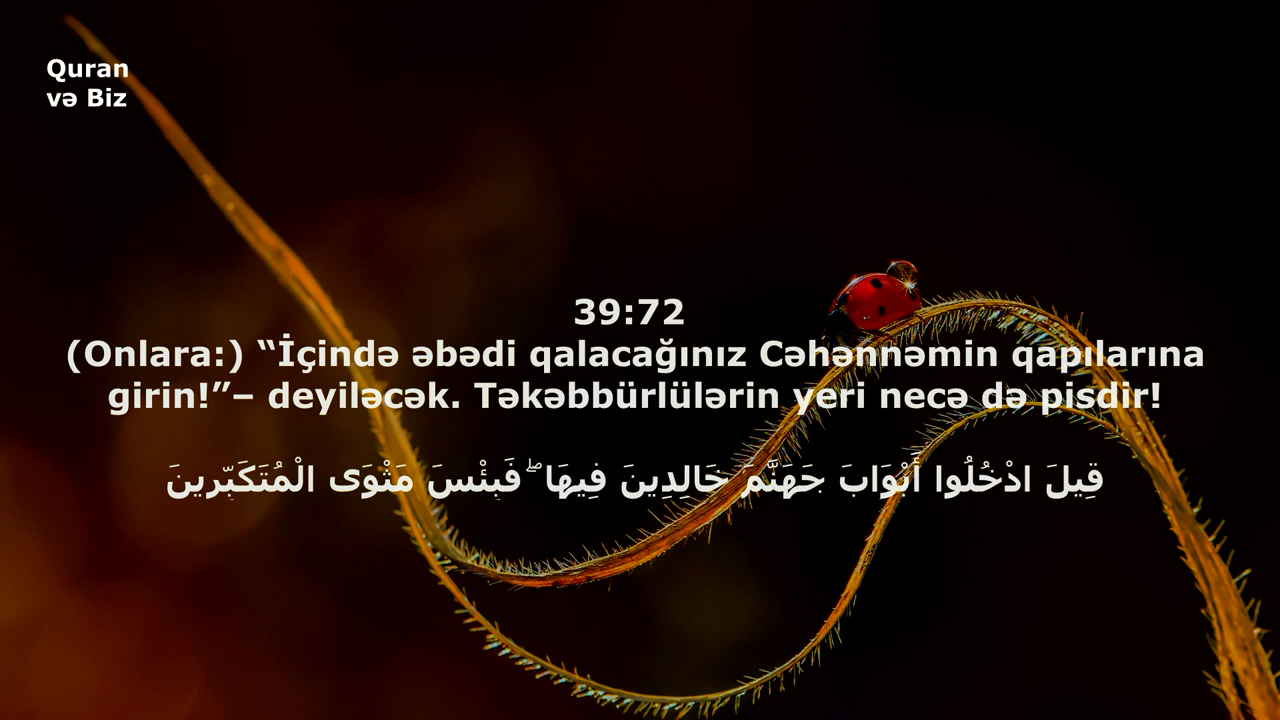 Quran
və Biz
39:72
(Onlara:) “İçində əbədi qalacağınız Cəhənnəmin qapılarına
girin!”– deyiləcək. Təkəbbürlülərin yeri necə də pisdir!
قِيلَ ادْخُلُوا أَبْوَابَ جَهَنَّمَ خَالِدِينَ فِيهَا ۖ فَبِئْسَ مَثْوَى الْمُتَكَبِّرِينَ